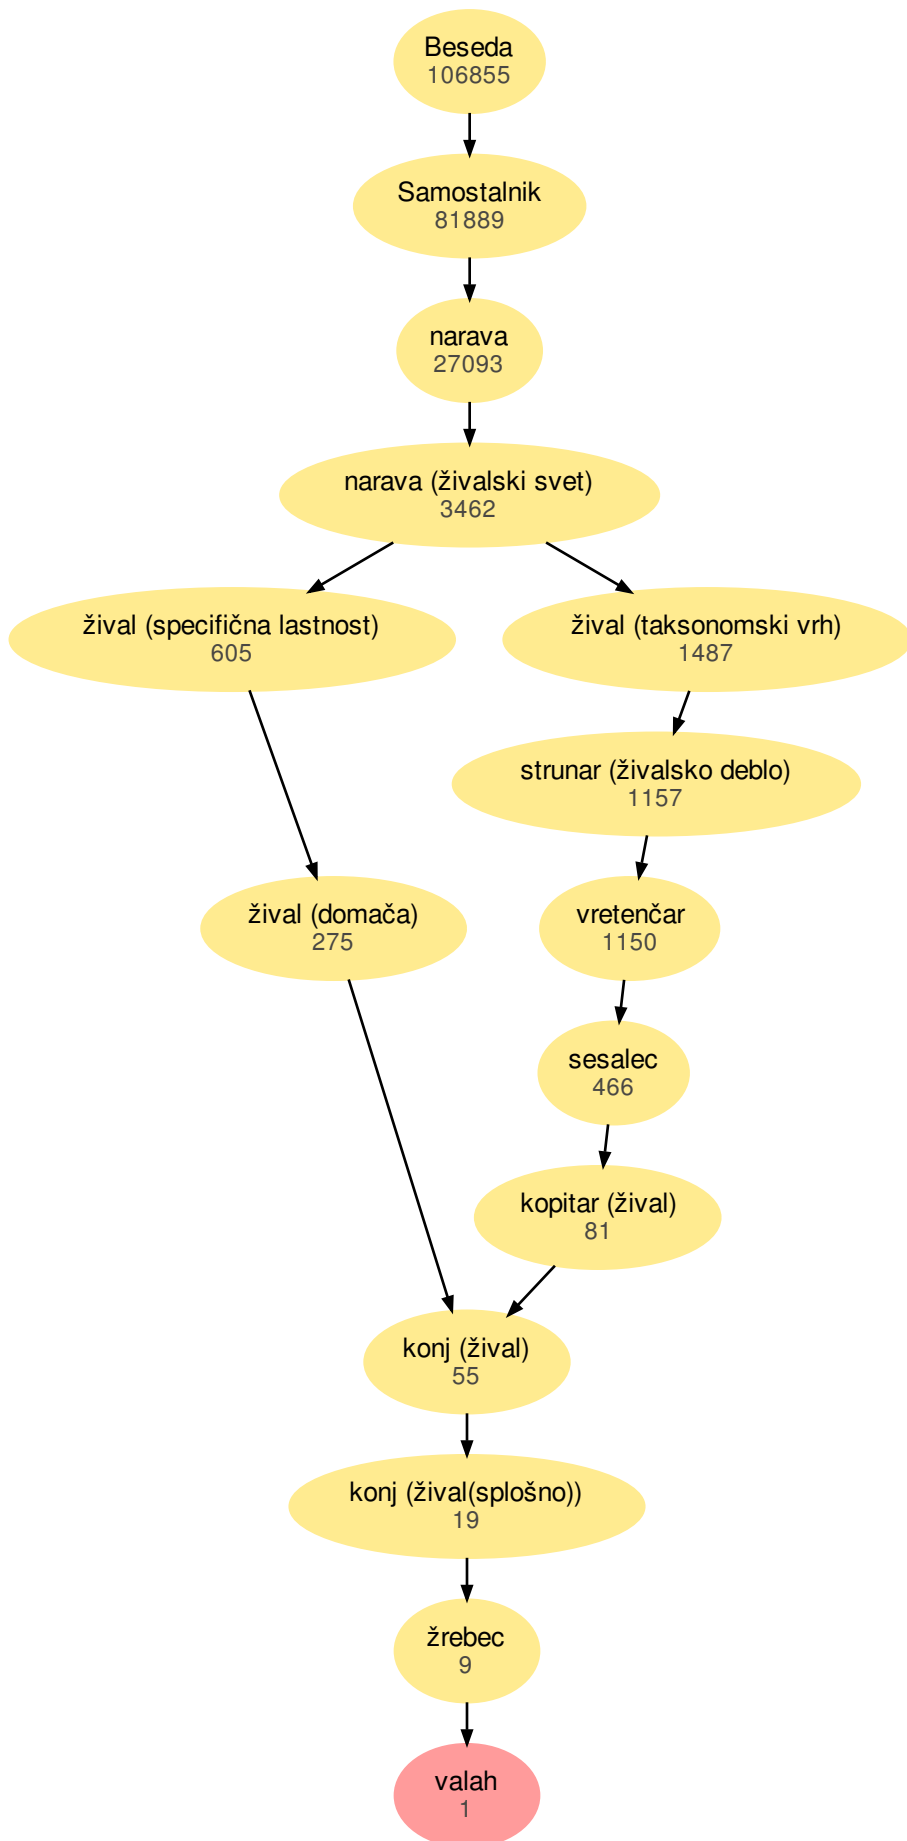 Beseda
106855
Samostalnik
81889
narava
27093
narava (živalski svet)
3462
žival (specifična lastnost)
605
žival (taksonomski vrh)
1487
strunar (živalsko deblo)
1157
žival (domača)
275
vretenčar
1150
sesalec
466
kopitar (žival)
81
konj (žival)
55
konj (žival(splošno))
19
žrebec
9
valah
1